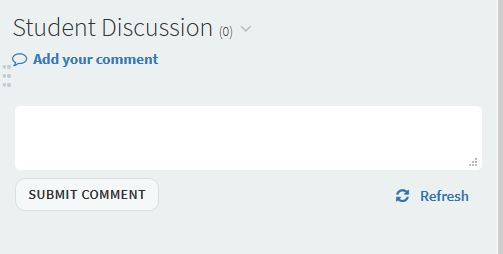 Student Discussion (0)
Add your comment
SUBMIT COMMENT
Refresh